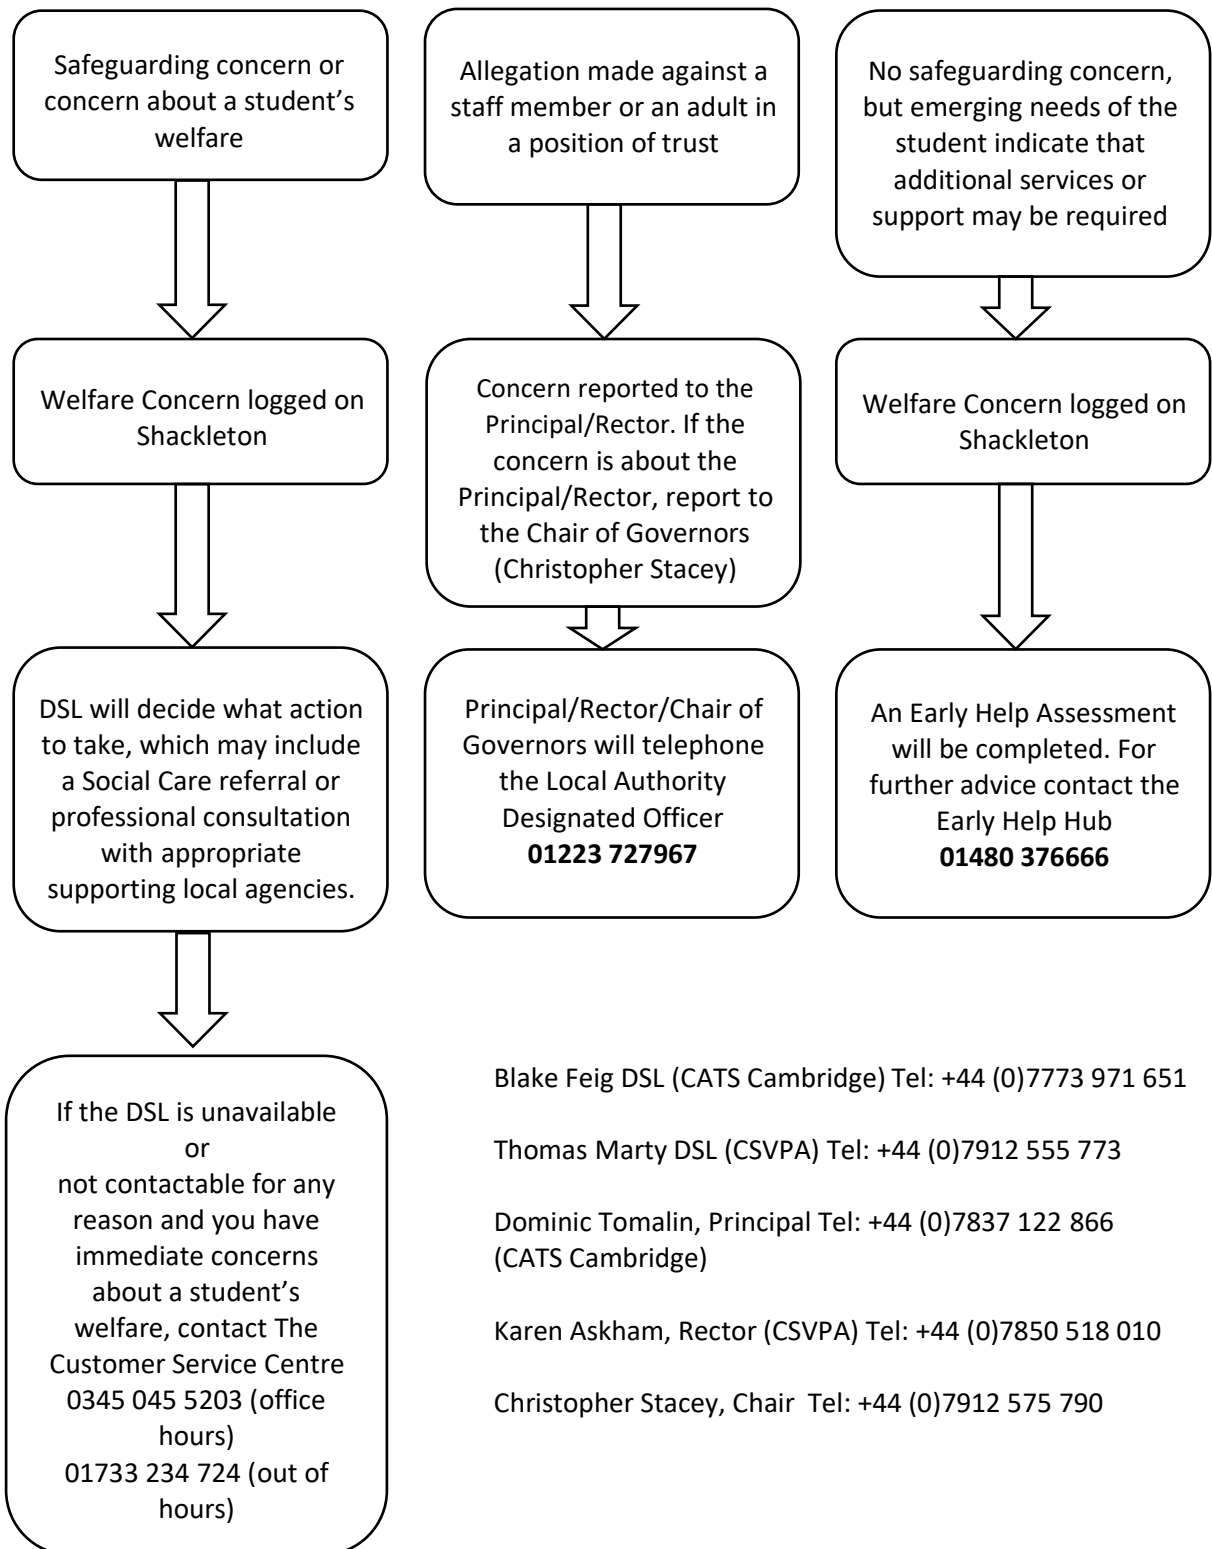 Safeguarding concern or
concern about a student’s
welfare
Welfare Concern logged on
Shackleton
DSL will decide what action
to take, which may include
a Social Care referral or
professional consultation
with appropriate
supporting local agencies.
If the DSL is unavailable
or
not contactable for any
reason and you have
immediate concerns
about a student’s
welfare, contact The
Customer Service Centre
0345 045 5203 (office
hours)
01733 234 724 (out of
hours)
Allegation made against a
staff member or an adult in
a position of trust
Concern reported to the
Principal/Rector. If the
concern is about the
Principal/Rector, report to
the Chair of Governors
(Christopher Stacey)
Principal/Rector/Chair of
Governors will telephone
the Local Authority
Designated Officer
01223 727967
No safeguarding concern,
but emerging needs of the
student indicate that
additional services or
support may be required
Welfare Concern logged on
Shackleton
An Early Help Assessment
will be completed. For
further advice contact the
Early Help Hub
01480 376666
Blake Feig DSL (CATS Cambridge) Tel: +44 (0)7773 971 651
Thomas Marty DSL (CSVPA) Tel: +44 (0)7912 555 773
Dominic Tomalin, Principal Tel: +44 (0)7837 122 866
(CATS Cambridge)
Karen Askham, Rector (CSVPA) Tel: +44 (0)7850 518 010
Christopher Stacey, Chair Tel: +44 (0)7912 575 790